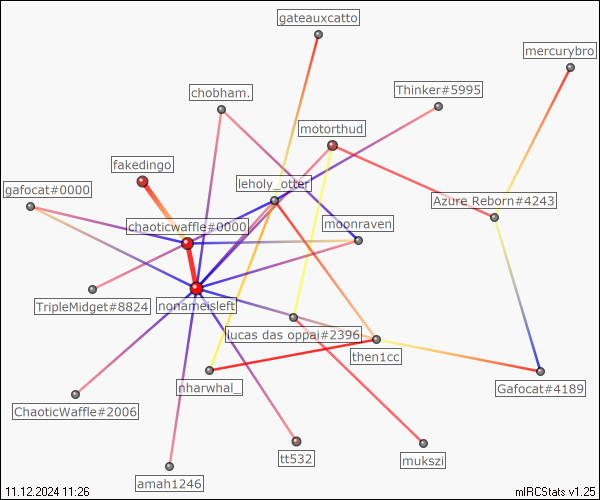 gateauxcatto
mercurybro
chobham.
Thinker#5995
motorthud
fakedingo
gafocat#0000
leholy_otter
Azure Reborn#4243
chaoticwaffle#0000
moonraven
TripleMidget#8824
nonameisleft
lucas das oppai#2396
then1cc
nharwhal_
Gafocat#4189
ChaoticWaffle#2006
tt532
mukszi
amah1246
11.12.2024 11:26
mIRCStats v1.25